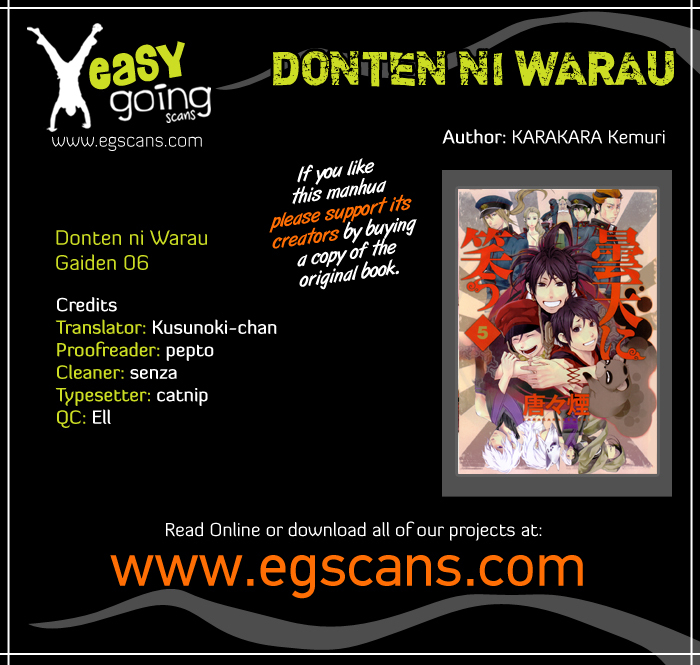 easy
going
scans
www.egscans.com
DONTEN NI WARAU
Author: KARAKARA Kemuri
If you like
this manhua
please support its
creators by buying
a copy of the
original book.
Donten ni Warau
Gaiden 06
Credits
Translator: Kusunoki-chan
Proofreader: pepto
Cleaner: senza
Typesetter: catnip
QC: Ell
曇天に
笑う
5
唐々煙
Read Online or download all of our projects at:
www.egscans.com